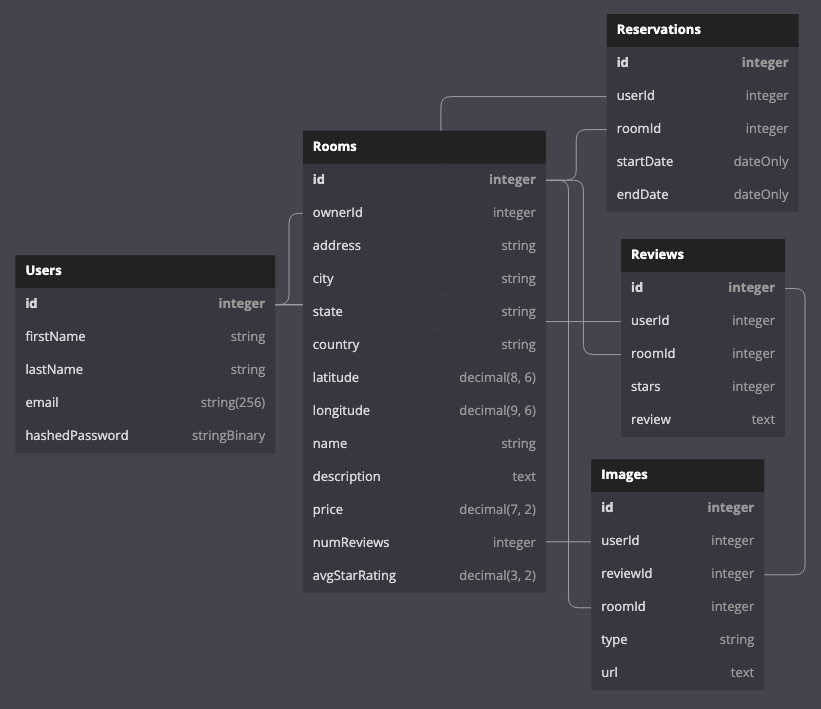 Users
id integer
firstName string
lastName string
email string(256)
hashedPassword stringBinary
Rooms
id integer
ownerId integer
address string
city string
state string
country string
latitude decimal(8, 6)
longitude decimal(9, 6)
name string
description text
price decimal(7, 2)
numReviews integer
avgStarRating decimal(3, 2)
Reservations
id integer
userId integer
roomId integer
startDate dateOnly
endDate dateOnly
Reviews
id integer
userId integer
roomId integer
stars integer
review text
Images
id integer
userId integer
reviewId integer
roomId integer
type string
url text